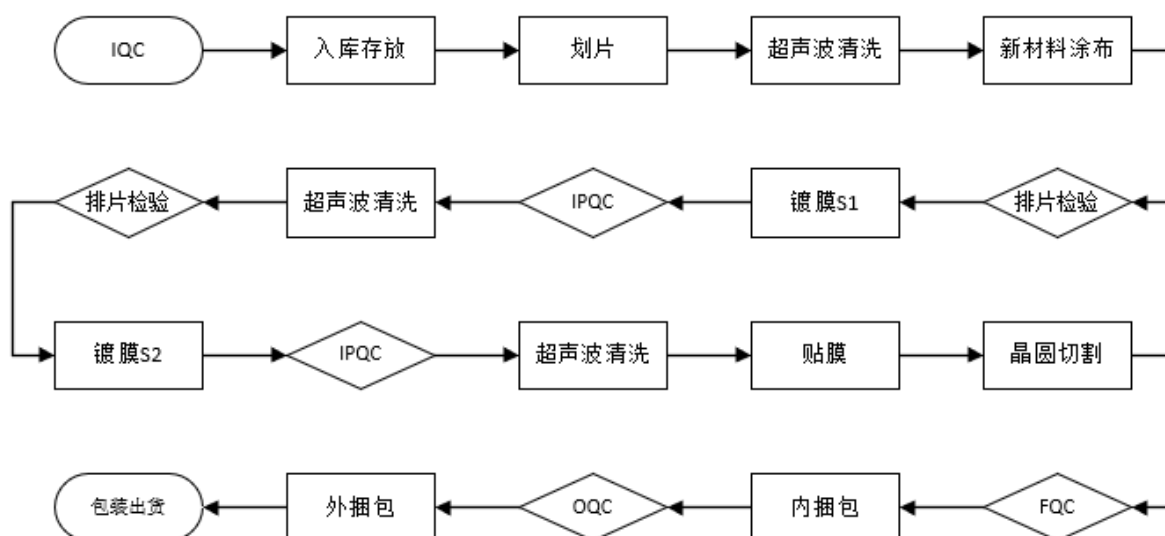 IQC
入库存放
划片
超声波清洗
新材料涂布
排片检验
镀膜S1
IPQC
超声波清洗
排片检验
镀膜S2
IPQC
超声波清洗
贴膜
晶圆切割
FQC
内捆包
OQC
外捆包
包装出货